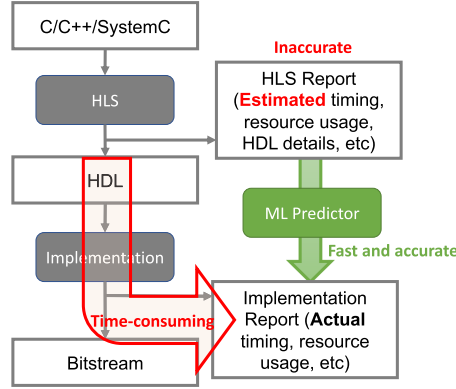 C/C++/SystemC
HLS
HDL
Implementation
Time-consuming
Bitstream
Inaccurate
HLS Report
(Estimated timing,
resource usage,
HDL details, etc)
ML Predictor
Fast and accurate
Implementation
Report (Actual
timing, resource
usage, etc)